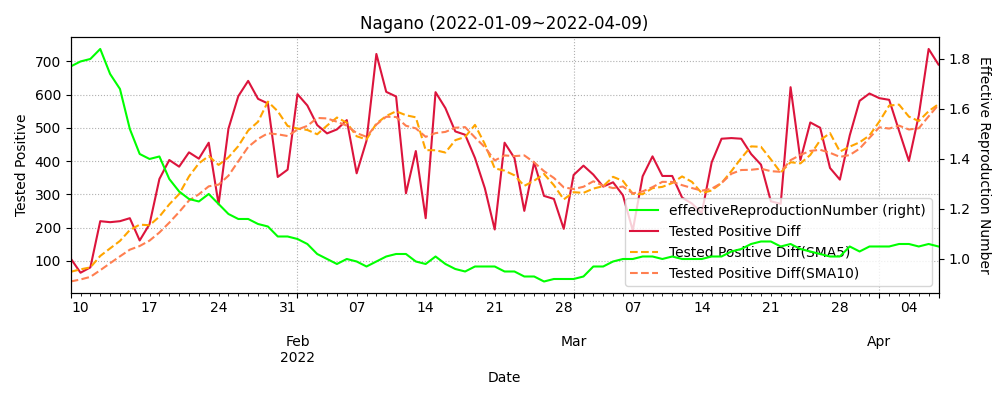 Nagano (2022-01-09~2022-04-09)
700
600
500
400
300
200
100
Tested Positive
1.8
1.6
1.4
1.2
1.0
Effective Reproduction Number
effectiveReproductionNumber (right)
Tested Positive Diff
Tested Positive Diff(SMA5)
Tested Positive Diff(SMA10)
10 17 24 31 07 14 21 28 07 14 21 28 04
Feb Mar Apr
2022
Date